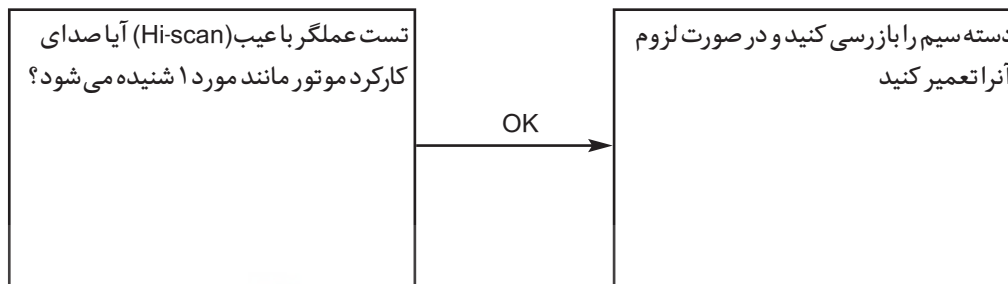 تست عملگر با عیب (Hi-scan) آیا صدای
کارکرد موتور مانند مورد ۱ شنیده می‌شود؟
OK
دسته سیم را بازرسی کنید و در صورت لزوم
آنرا تعمیر کنید